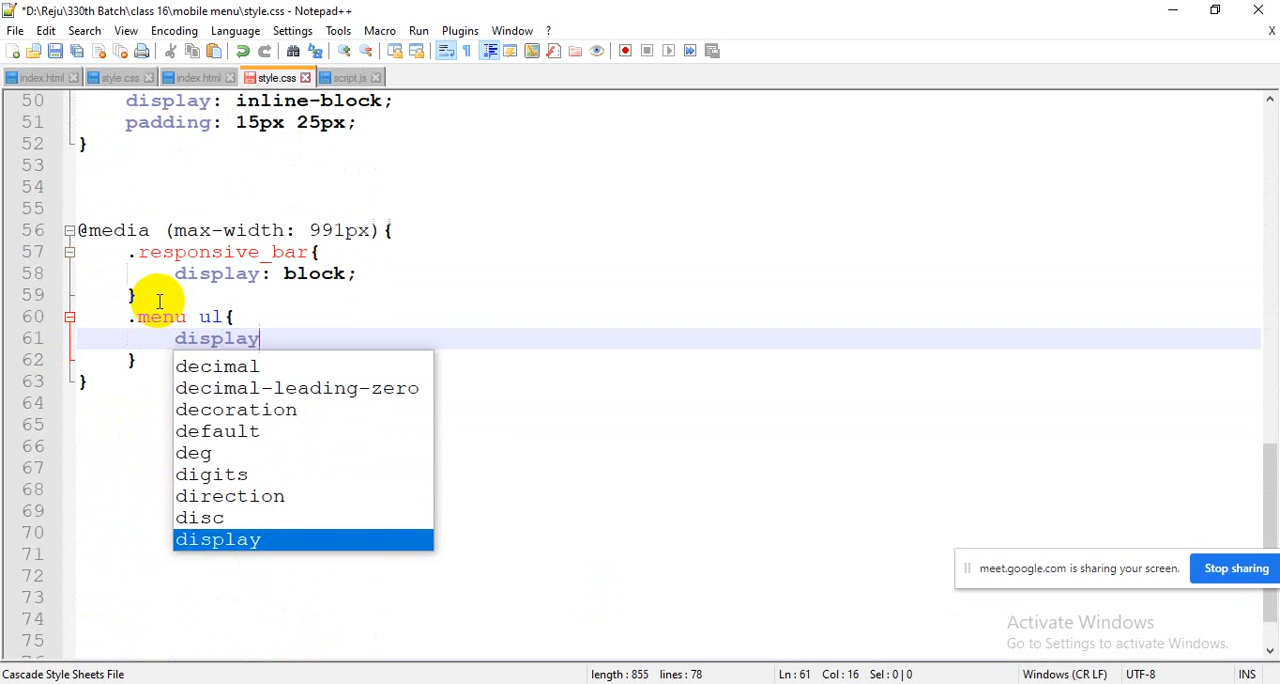 *D:\Reju\330th Batch\class 16\mobile menu\style.css - Notepad++
File Edit Search View Encoding Language Settings Tools Macro Run Plugins Window ? X
index.html style.css index.html style.css script.js
50 display: inline-block;
51 padding: 15px 25px;
52 }
53
54
55
56 @media (max-width: 991px){
57 .responsive_bar{
58 display: block;
59 }
60 .menu ul{
61 display
62 }
63 }
64
65
66
67
68
69
70
71
72
73
74
75
decimal
decimal-leading-zero
decoration
default
deg
digits
direction
disc
display
meet.google.com is sharing your screen. Stop sharing
Activate Windows
Go to Settings to activate Windows.
Cascade Style Sheets File length : 855 lines : 78 Ln : 61 Col : 16 Sel : 0 | 0 Windows (CR LF) UTF-8 INS